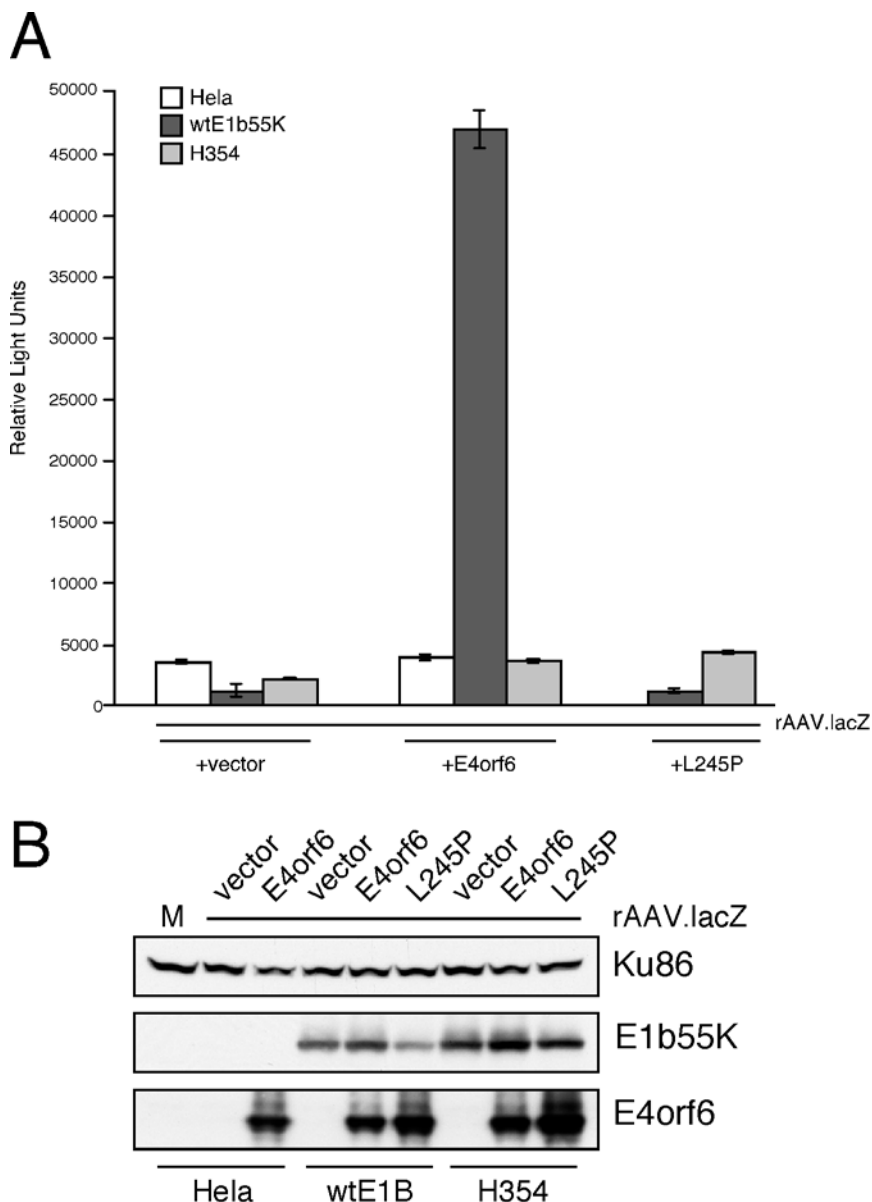 A
50000
45000
40000
35000
30000
25000
20000
15000
10000
5000
0
Relative Light Units
Hela
wtE1b55K
H354
rAAV.lacZ
+vector
+E4orf6
+L245P
B
M
vector
E4orf6
vector
E4orf6
L245P
vector
E4orf6
L245P
rAAV.lacZ
Ku86
E1b55K
E4orf6
Hela
wtE1B
H354